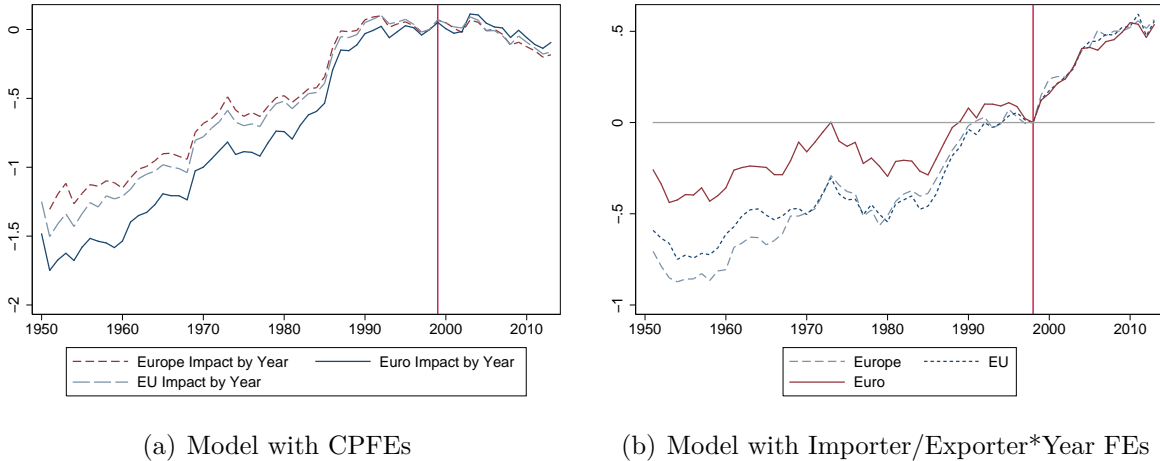 0
-.5
-1
-1.5
-2
1950 1960 1970 1980 1990 2000 2010
Europe Impact by Year Euro Impact by Year
EU Impact by Year
(a) Model with CPFEs
.5
0
-.5
-1
1950 1960 1970 1980 1990 2000 2010
Europe EU
Euro
(b) Model with Importer/Exporter*Year FEs